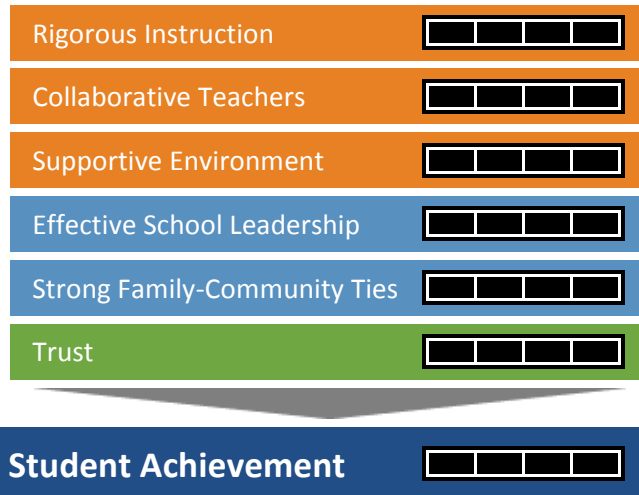 Rigorous Instruction
Collaborative Teachers
Supportive Environment
Effective School Leadership
Strong Family-Community Ties
Trust
Student Achievement